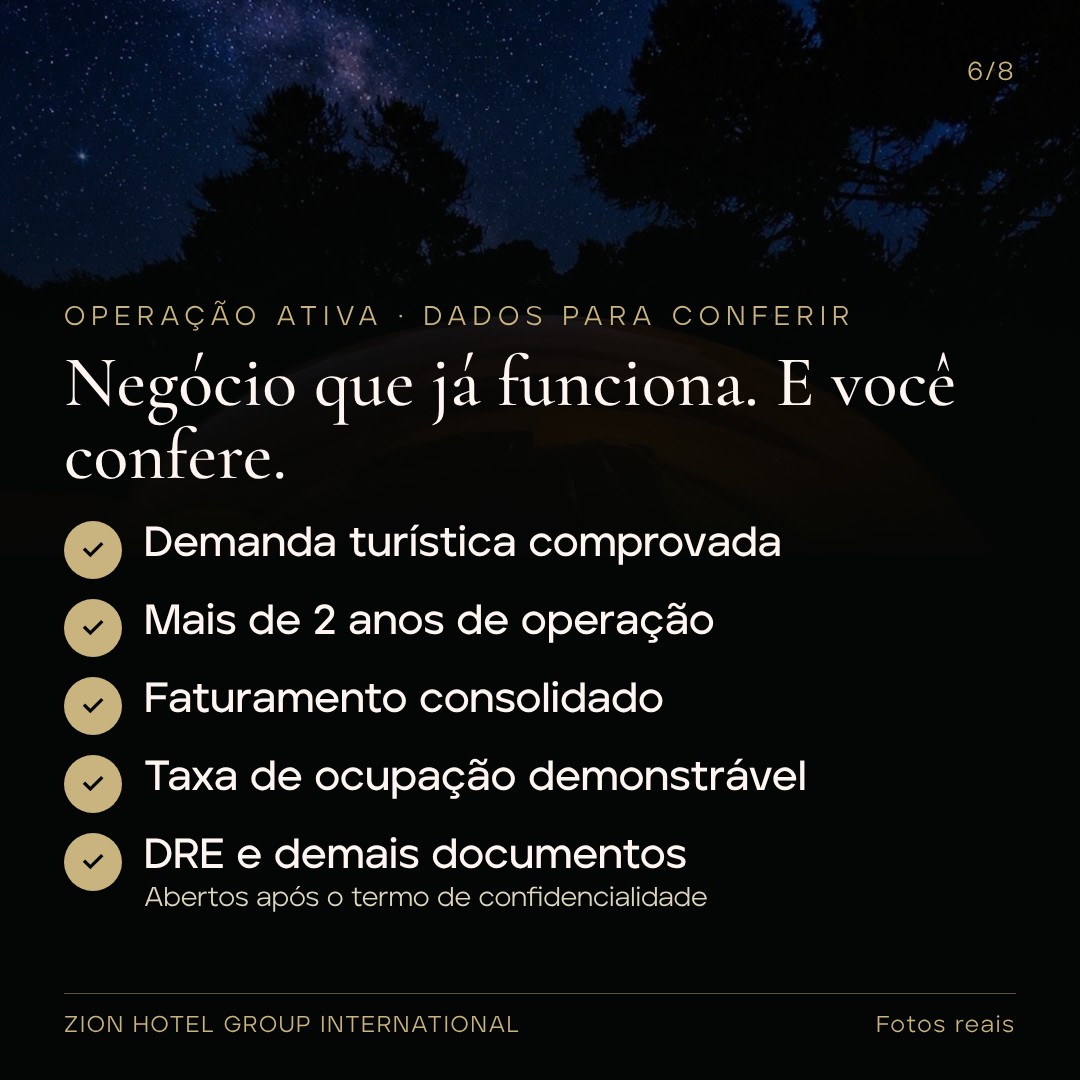 6/8
OPERAÇÃO ATIVA · DADOS PARA CONFERIR
Negócio que já funciona. E você
confere.
Demanda turística comprovada
Mais de 2 anos de operação
Faturamento consolidado
Taxa de ocupação demonstrável
DRE e demais documentos
Abertos após o termo de confidencialidade
ZION HOTEL GROUP INTERNATIONAL
Fotos reais